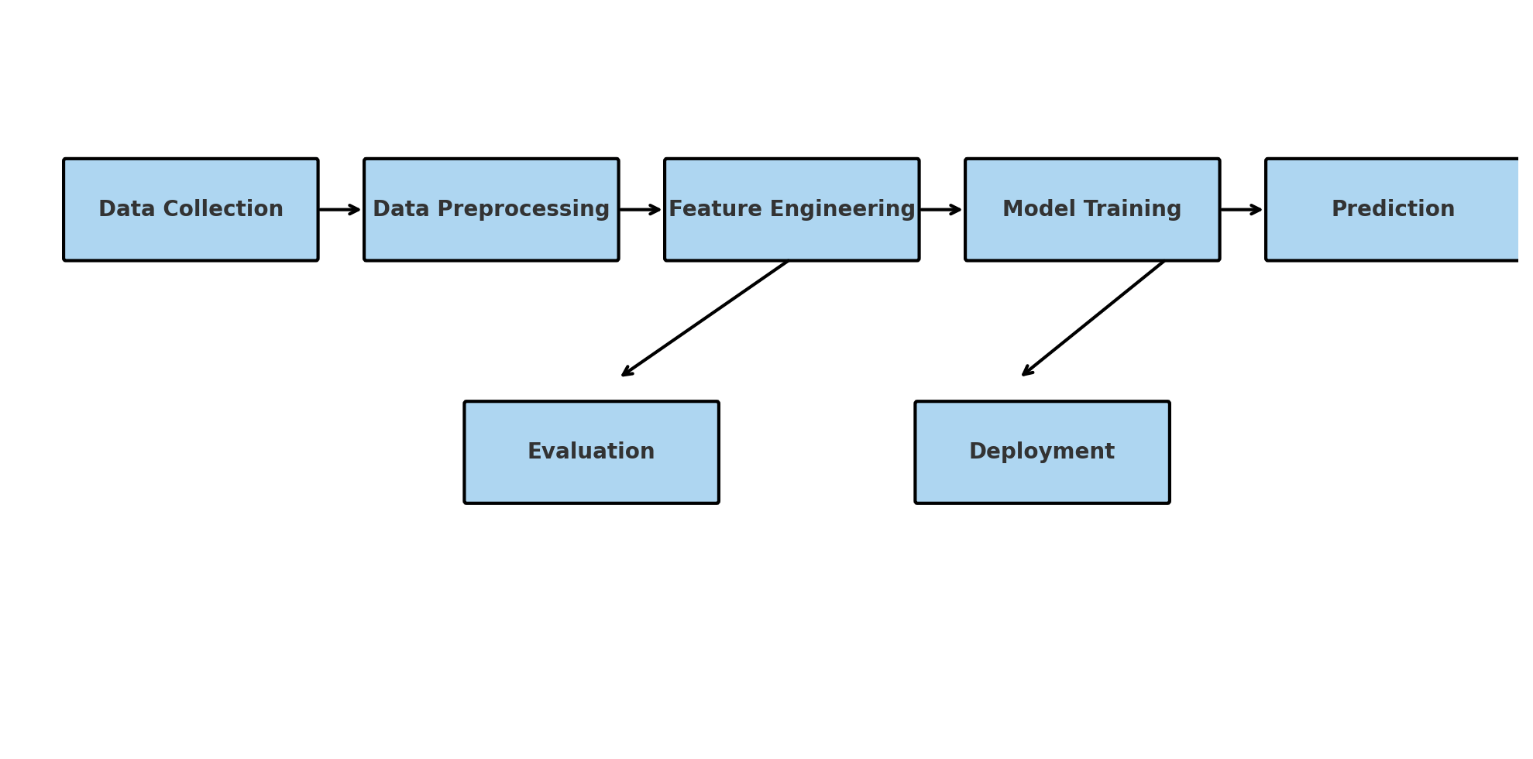 Data Collection
Data Preprocessing
Feature Engineering
Model Training
Prediction
Evaluation
Deployment